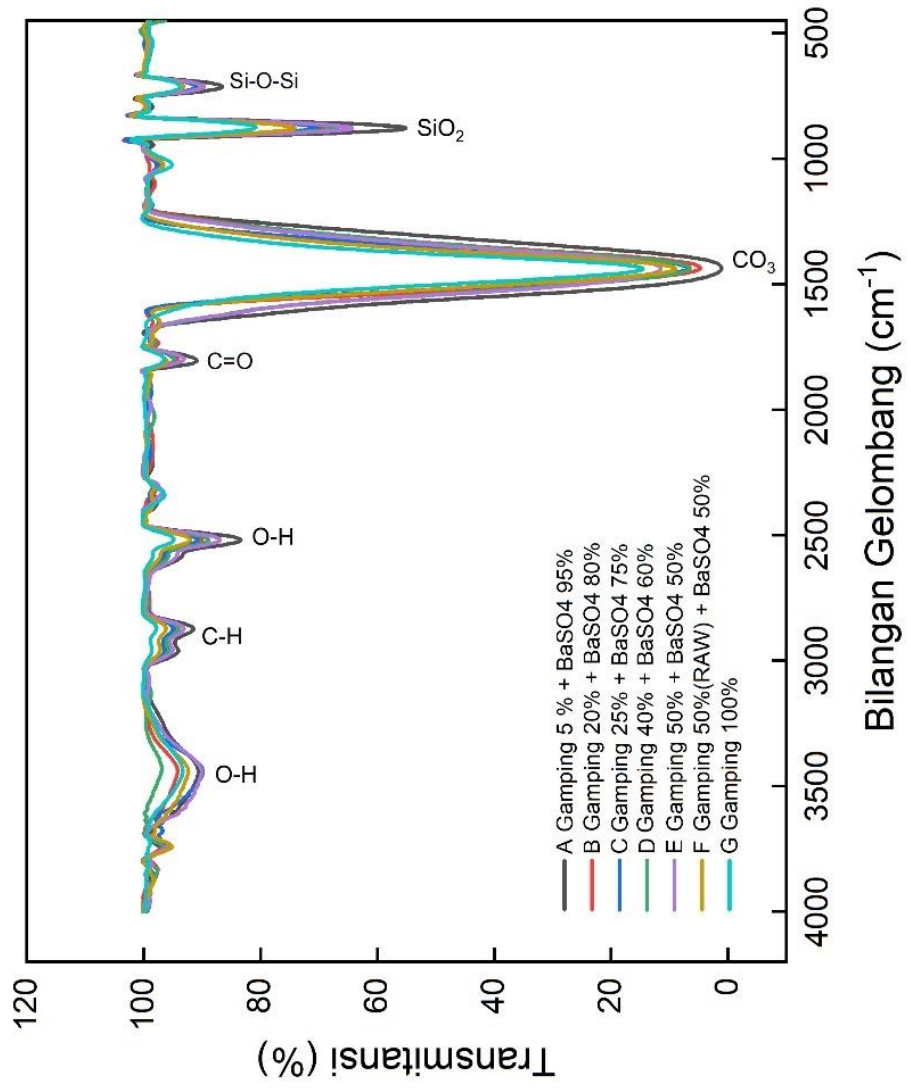 Transmitansi (%)
120
100
80
60
40
20
0
O-H
C-H
O-H
C=O
CO₃
SiO₂
Si-O-Si
A Gamping 5 % + BaSO4 95%
B Gamping 20% + BaSO4 80%
C Gamping 25% + BaSO4 75%
D Gamping 40% + BaSO4 60%
E Gamping 50% + BaSO4 50%
F Gamping 50%(RAW) + BaSO4 50%
G Gamping 100%
4000 3500 3000 2500 2000 1500 1000 500
Bilangan Gelombang (cm⁻¹)